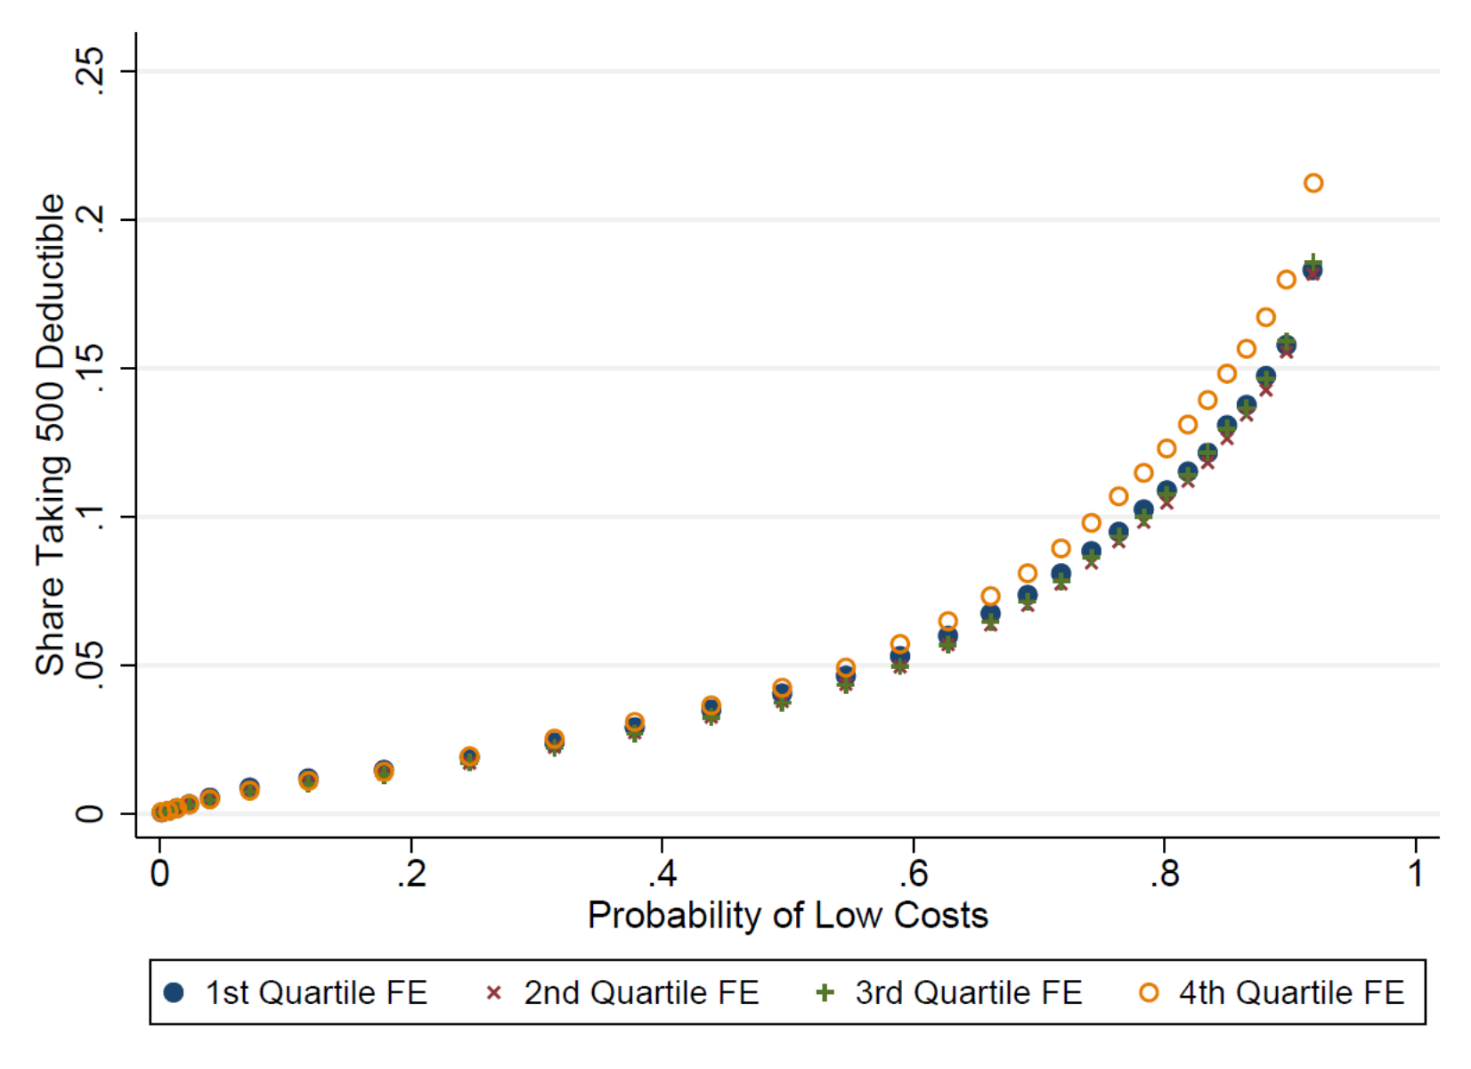 .25
.2
.15
.1
.05
0
Share Taking 500 Deductible
0 .2 .4 .6 .8 1
Probability of Low Costs
1st Quartile FE 2nd Quartile FE 3rd Quartile FE 4th Quartile FE